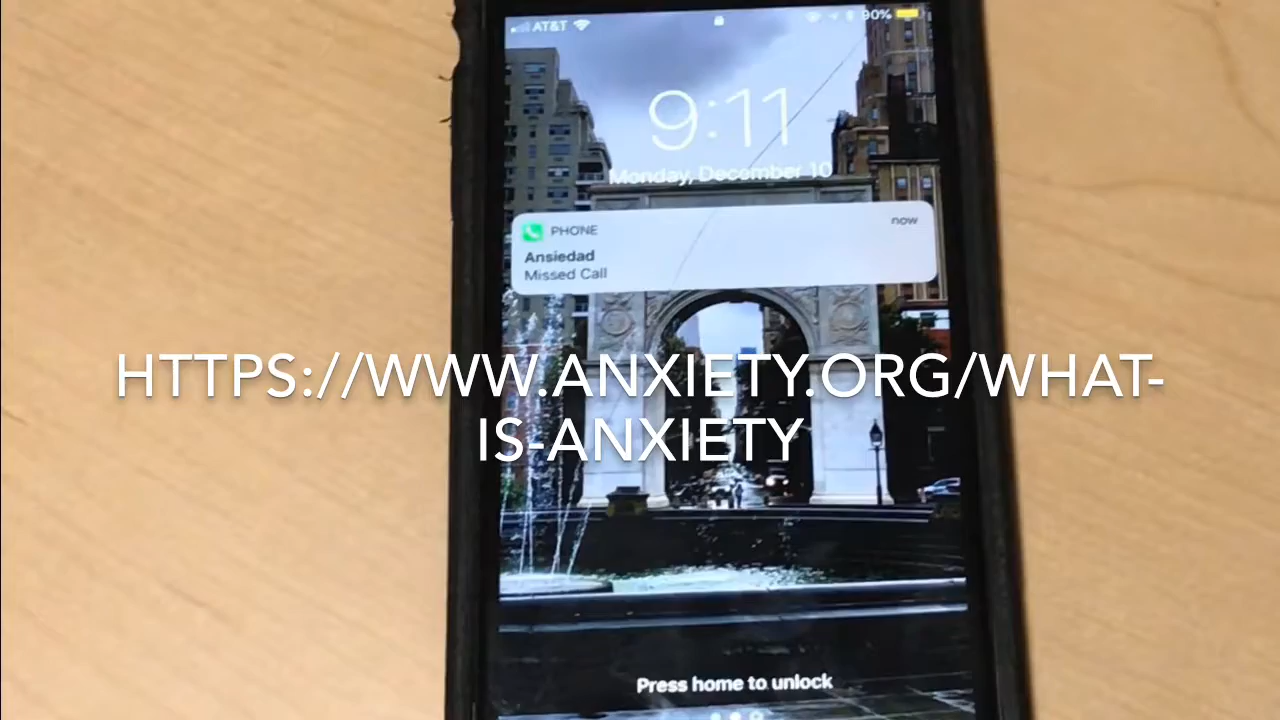 AT&T 90%
9:11
Monday, December 10
PHONE now
Ansiedad
Missed Call
HTTPS://WWW.ANXIETY.ORG/WHAT-
IS-ANXIETY
Press home to unlock